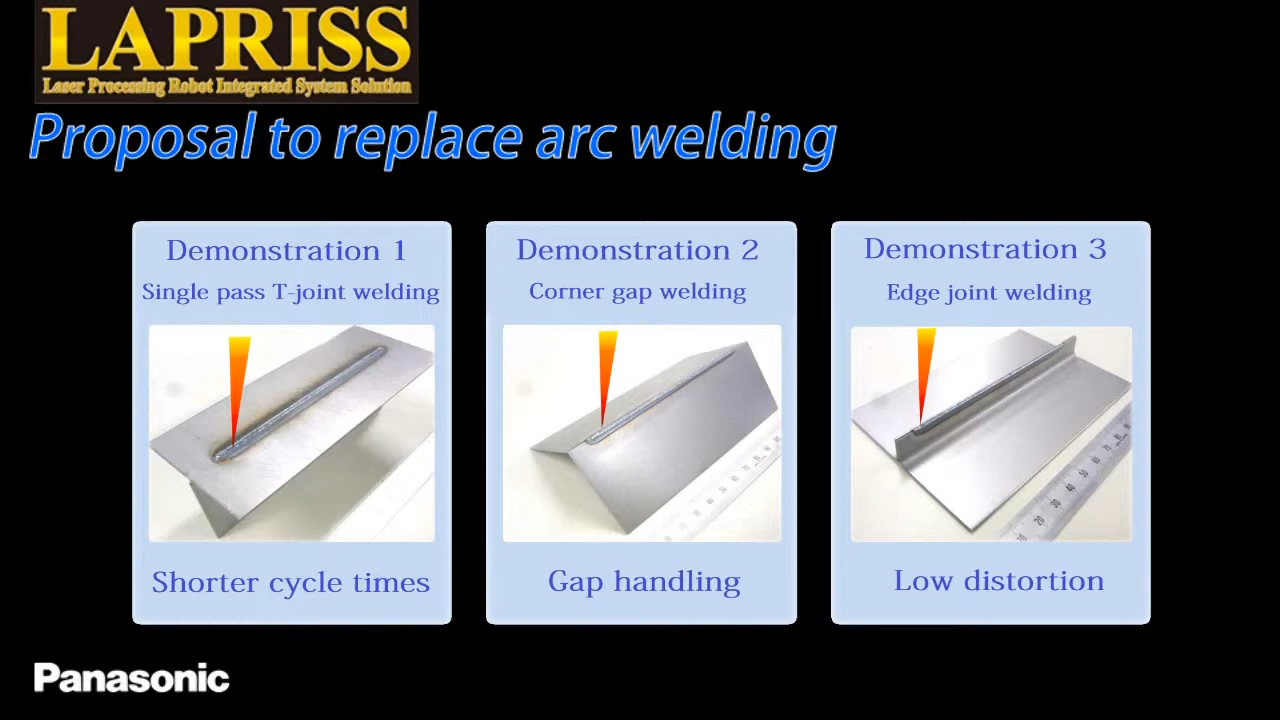 LAPRISS
Laser Processing Robot Integrated System Solution
Proposal to replace arc welding
Demonstration 1
Single pass T-joint welding
Shorter cycle times
Demonstration 2
Corner gap welding
Gap handling
Demonstration 3
Edge joint welding
Low distortion
Panasonic